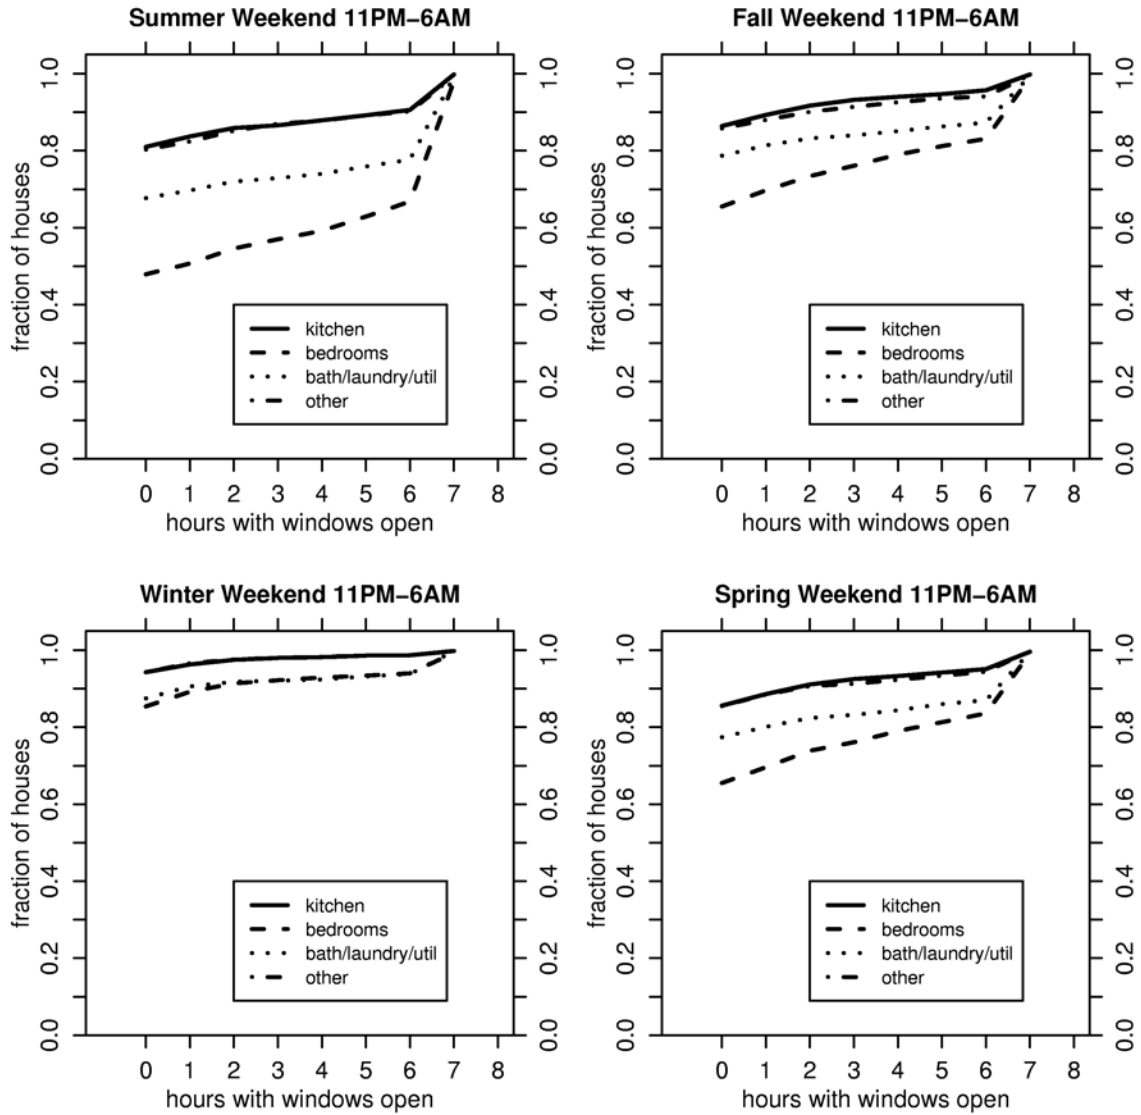 Summer Weekend 11PM−6AM
fraction of houses
0.0 0.2 0.4 0.6 0.8 1.0
0.0 0.2 0.4 0.6 0.8 1.0
kitchen
bedrooms
bath/laundry/util
other
0 1 2 3 4 5 6 7 8
hours with windows open
Fall Weekend 11PM−6AM
fraction of houses
0.0 0.2 0.4 0.6 0.8 1.0
0.0 0.2 0.4 0.6 0.8 1.0
kitchen
bedrooms
bath/laundry/util
other
0 1 2 3 4 5 6 7 8
hours with windows open
Winter Weekend 11PM−6AM
fraction of houses
0.0 0.2 0.4 0.6 0.8 1.0
0.0 0.2 0.4 0.6 0.8 1.0
kitchen
bedrooms
bath/laundry/util
other
0 1 2 3 4 5 6 7 8
hours with windows open
Spring Weekend 11PM−6AM
fraction of houses
0.0 0.2 0.4 0.6 0.8 1.0
0.0 0.2 0.4 0.6 0.8 1.0
kitchen
bedrooms
bath/laundry/util
other
0 1 2 3 4 5 6 7 8
hours with windows open